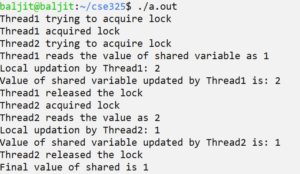 baljit@baljit:~/cse325$ ./a.out
Thread1 trying to acquire lock
Thread1 acquired lock
Thread2 trying to acquire lock
Thread1 reads the value of shared variable as 1
Local updation by Thread1: 2
Value of shared variable updated by Thread1 is: 2
Thread1 released the lock
Thread2 acquired lock
Thread2 reads the value as 2
Local updation by Thread2: 1
Value of shared variable updated by Thread2 is: 1
Thread2 released the lock
Final value of shared is 1